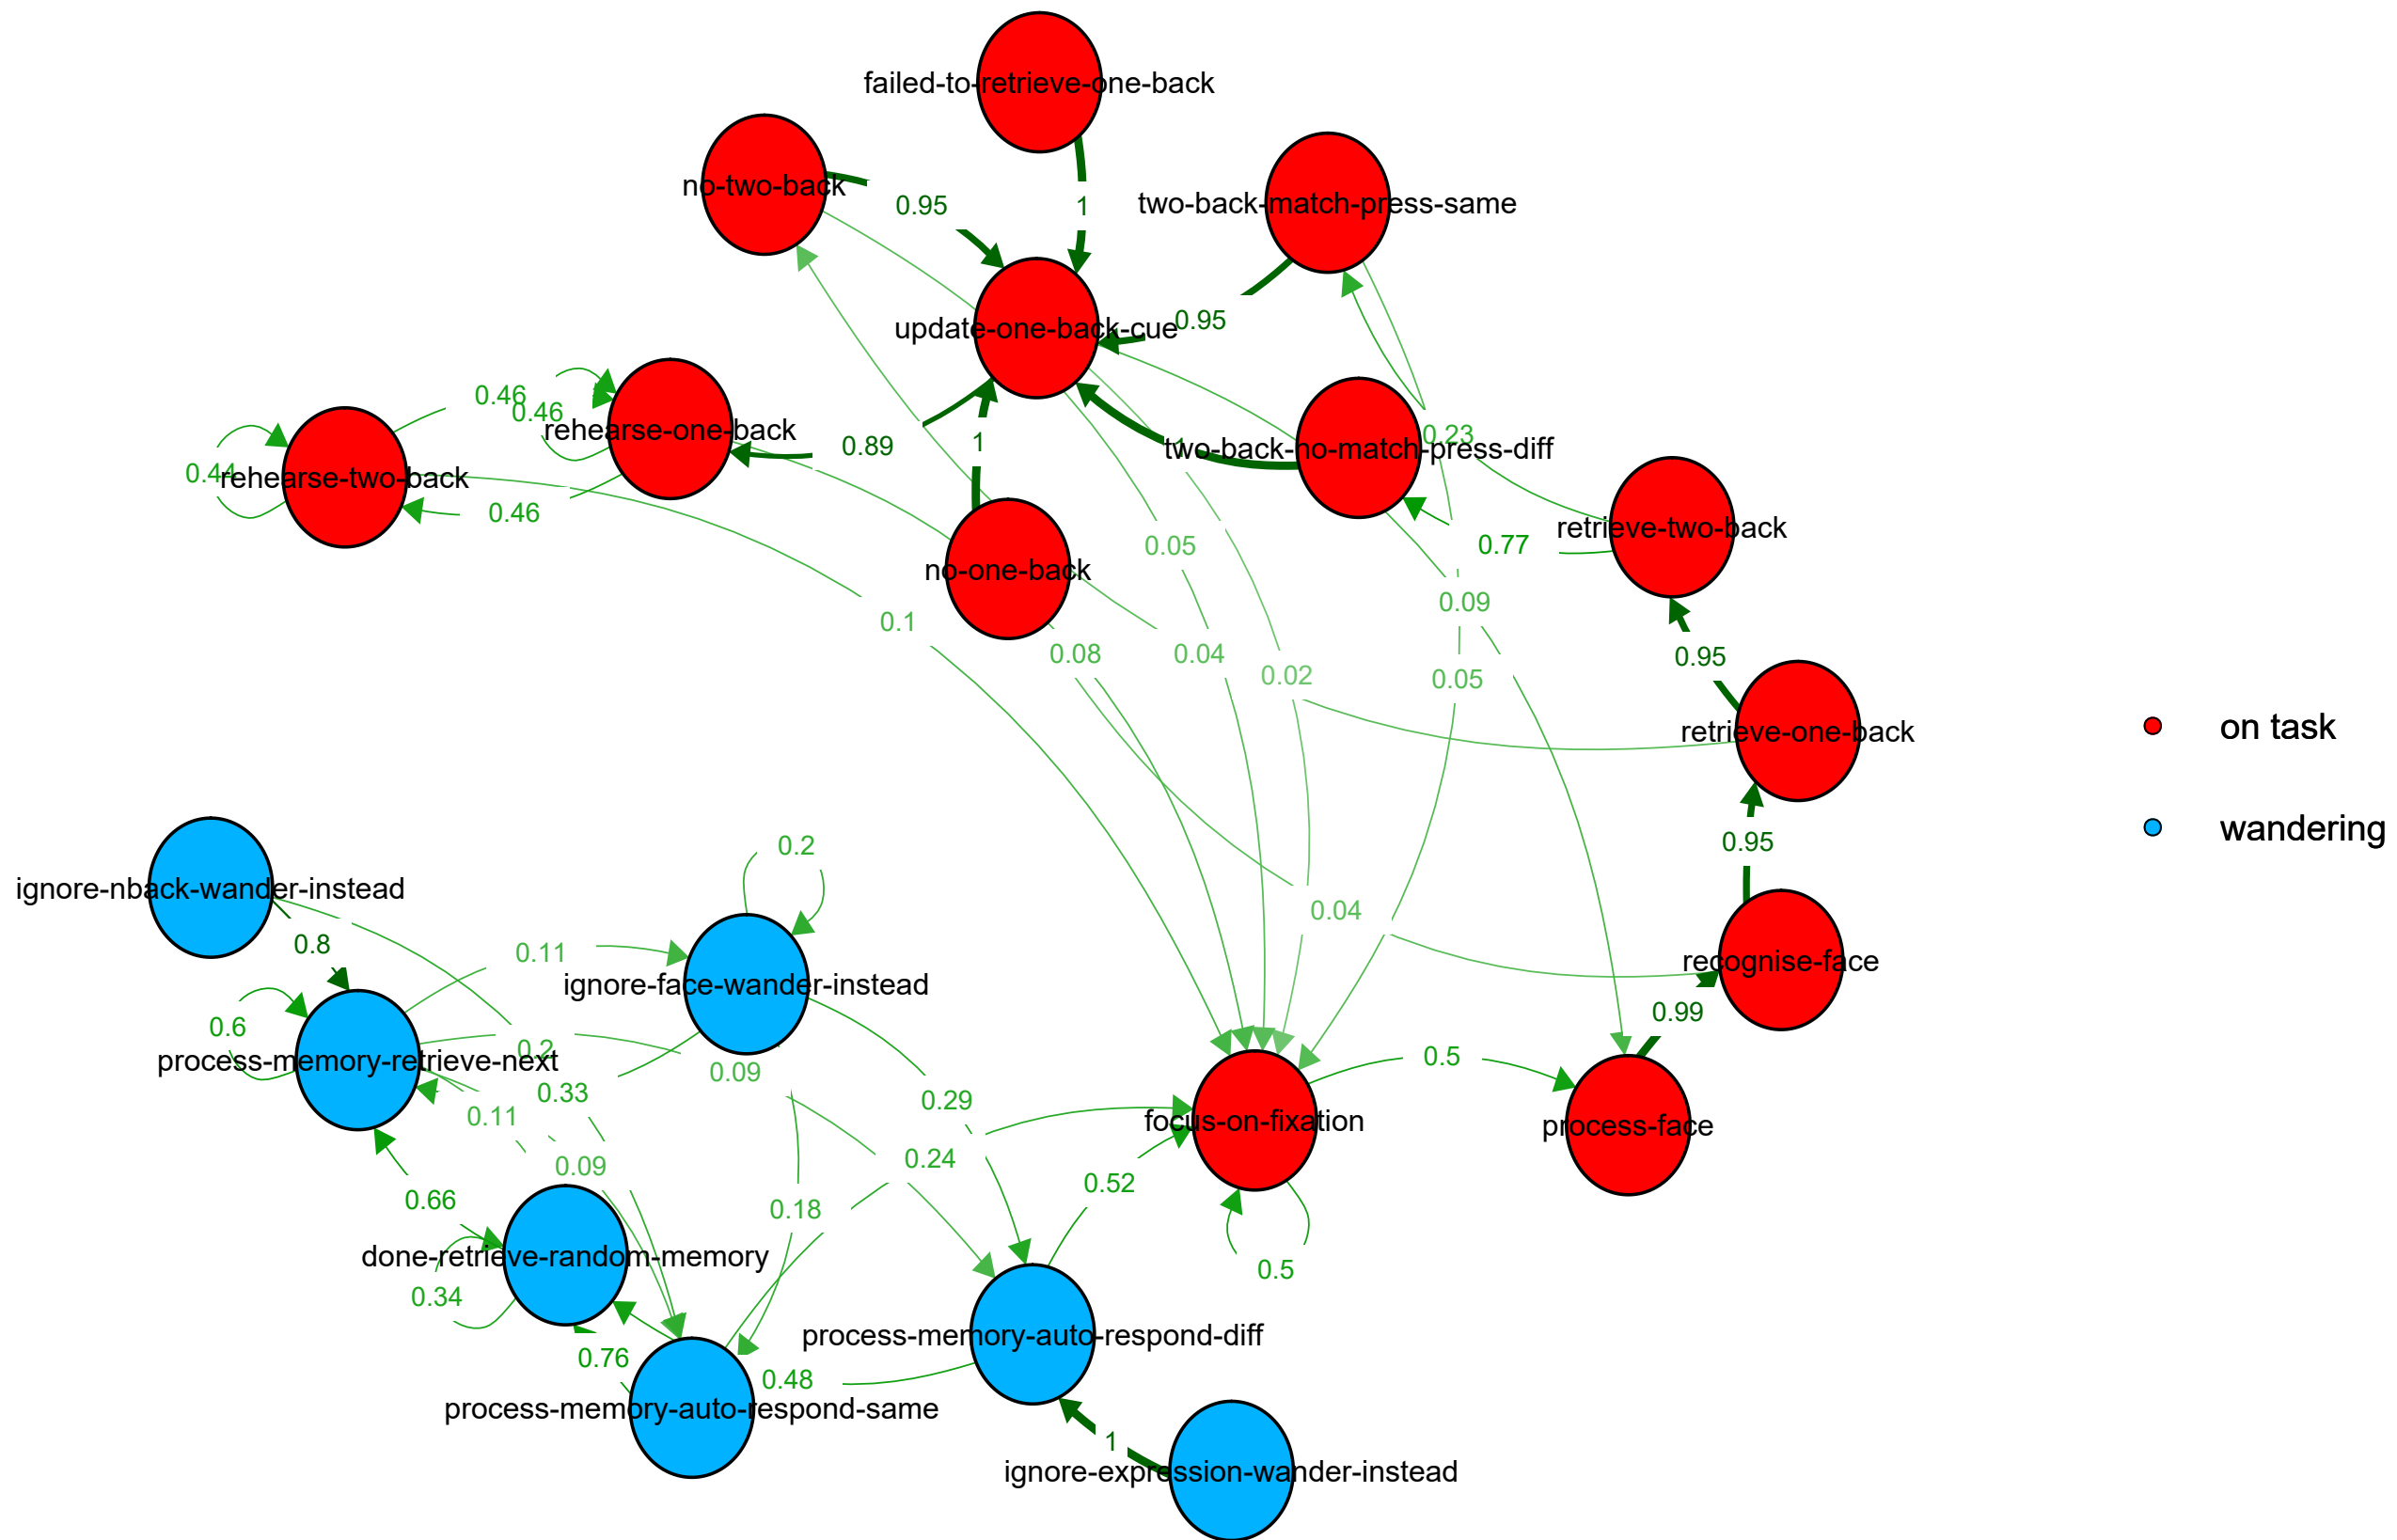 failed-to-retrieve-one-back
no-two-back
two-back-match-press-same
0.95
1
update-one-back-cue
0.95
0.46
0.46
rehearse-one-back
0.89
1
0.23
1
two-back-no-match-press-diff
0.44
rehearse-two-back
0.46
retrieve-two-back
0.77
0.05
no-one-back
0.09
0.1
0.08
0.04
0.02
0.95
0.05
retrieve-one-back
on task
wandering
0.95
0.2
ignore-nback-wander-instead
0.04
0.8
0.11
recognise-face
ignore-face-wander-instead
0.99
0.6
0.2
process-memory-retrieve-next
0.09
0.5
0.33
0.29
0.11
focus-on-fixation
process-face
0.09
0.24
0.52
0.66
0.18
done-retrieve-random-memory
0.5
0.34
process-memory-auto-respond-diff
0.76
0.48
process-memory-auto-respond-same
1
ignore-expression-wander-instead